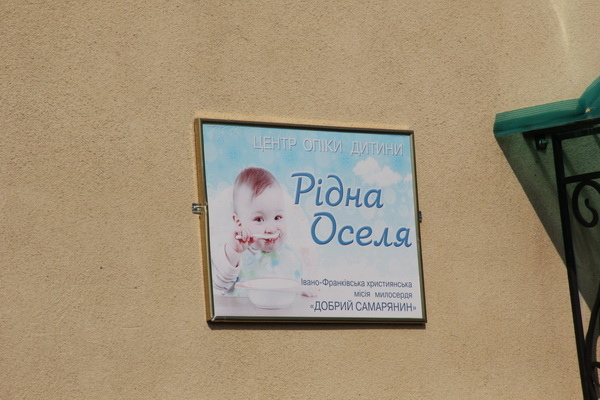 ЦЕНТР ОПІКИ ДИТИНИ
Рідна
Оселя
Івано-Франківська християнська
місія милосердя
«ДОБРИЙ САМАРЯНИН»